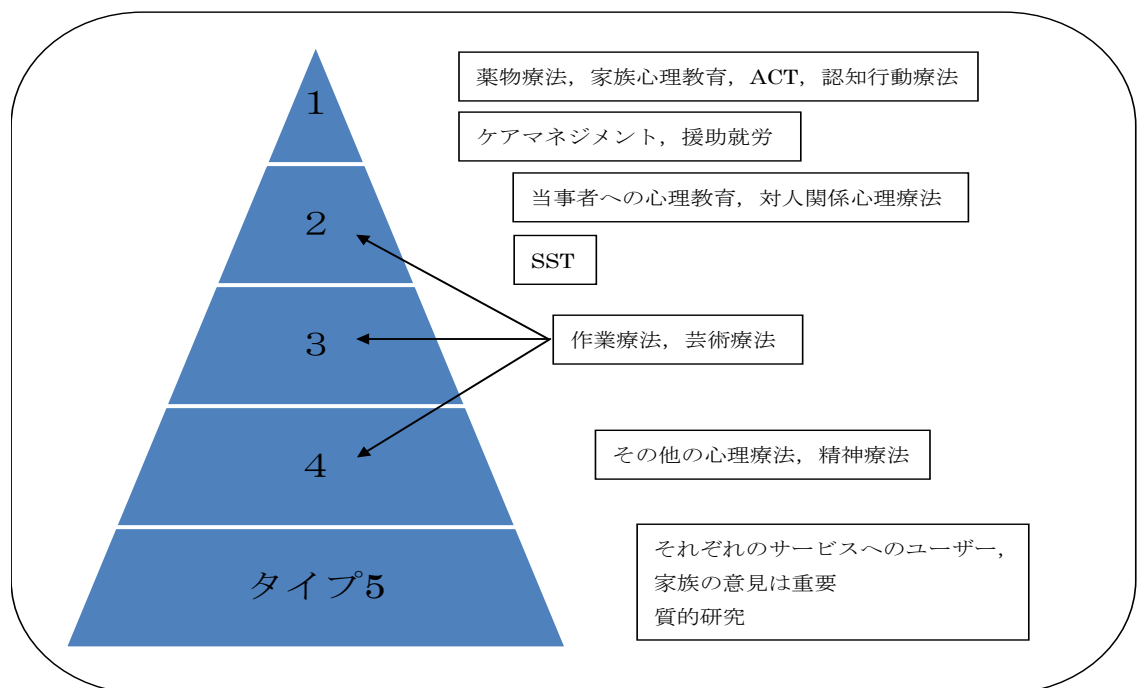 1
薬物療法，家族心理教育，ACT，認知行動療法
ケアマネジメント，援助就労
2
当事者への心理教育，対人関係心理療法
SST
3
作業療法，芸術療法
4
その他の心理療法，精神療法
タイプ5
それぞれのサービスへのユーザー，
家族の意見は重要
質的研究